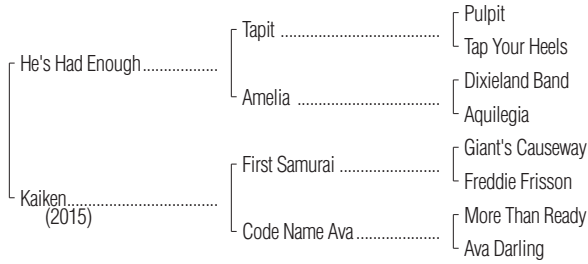 Pulpit
Tapit
Tap Your Heels
He's Had Enough
Dixieland Band
Amelia
Aquilegia
Giant's Causeway
First Samurai
Freddie Frisson
Kaiken
(2015)
More Than Ready
Code Name Ava
Ava Darling